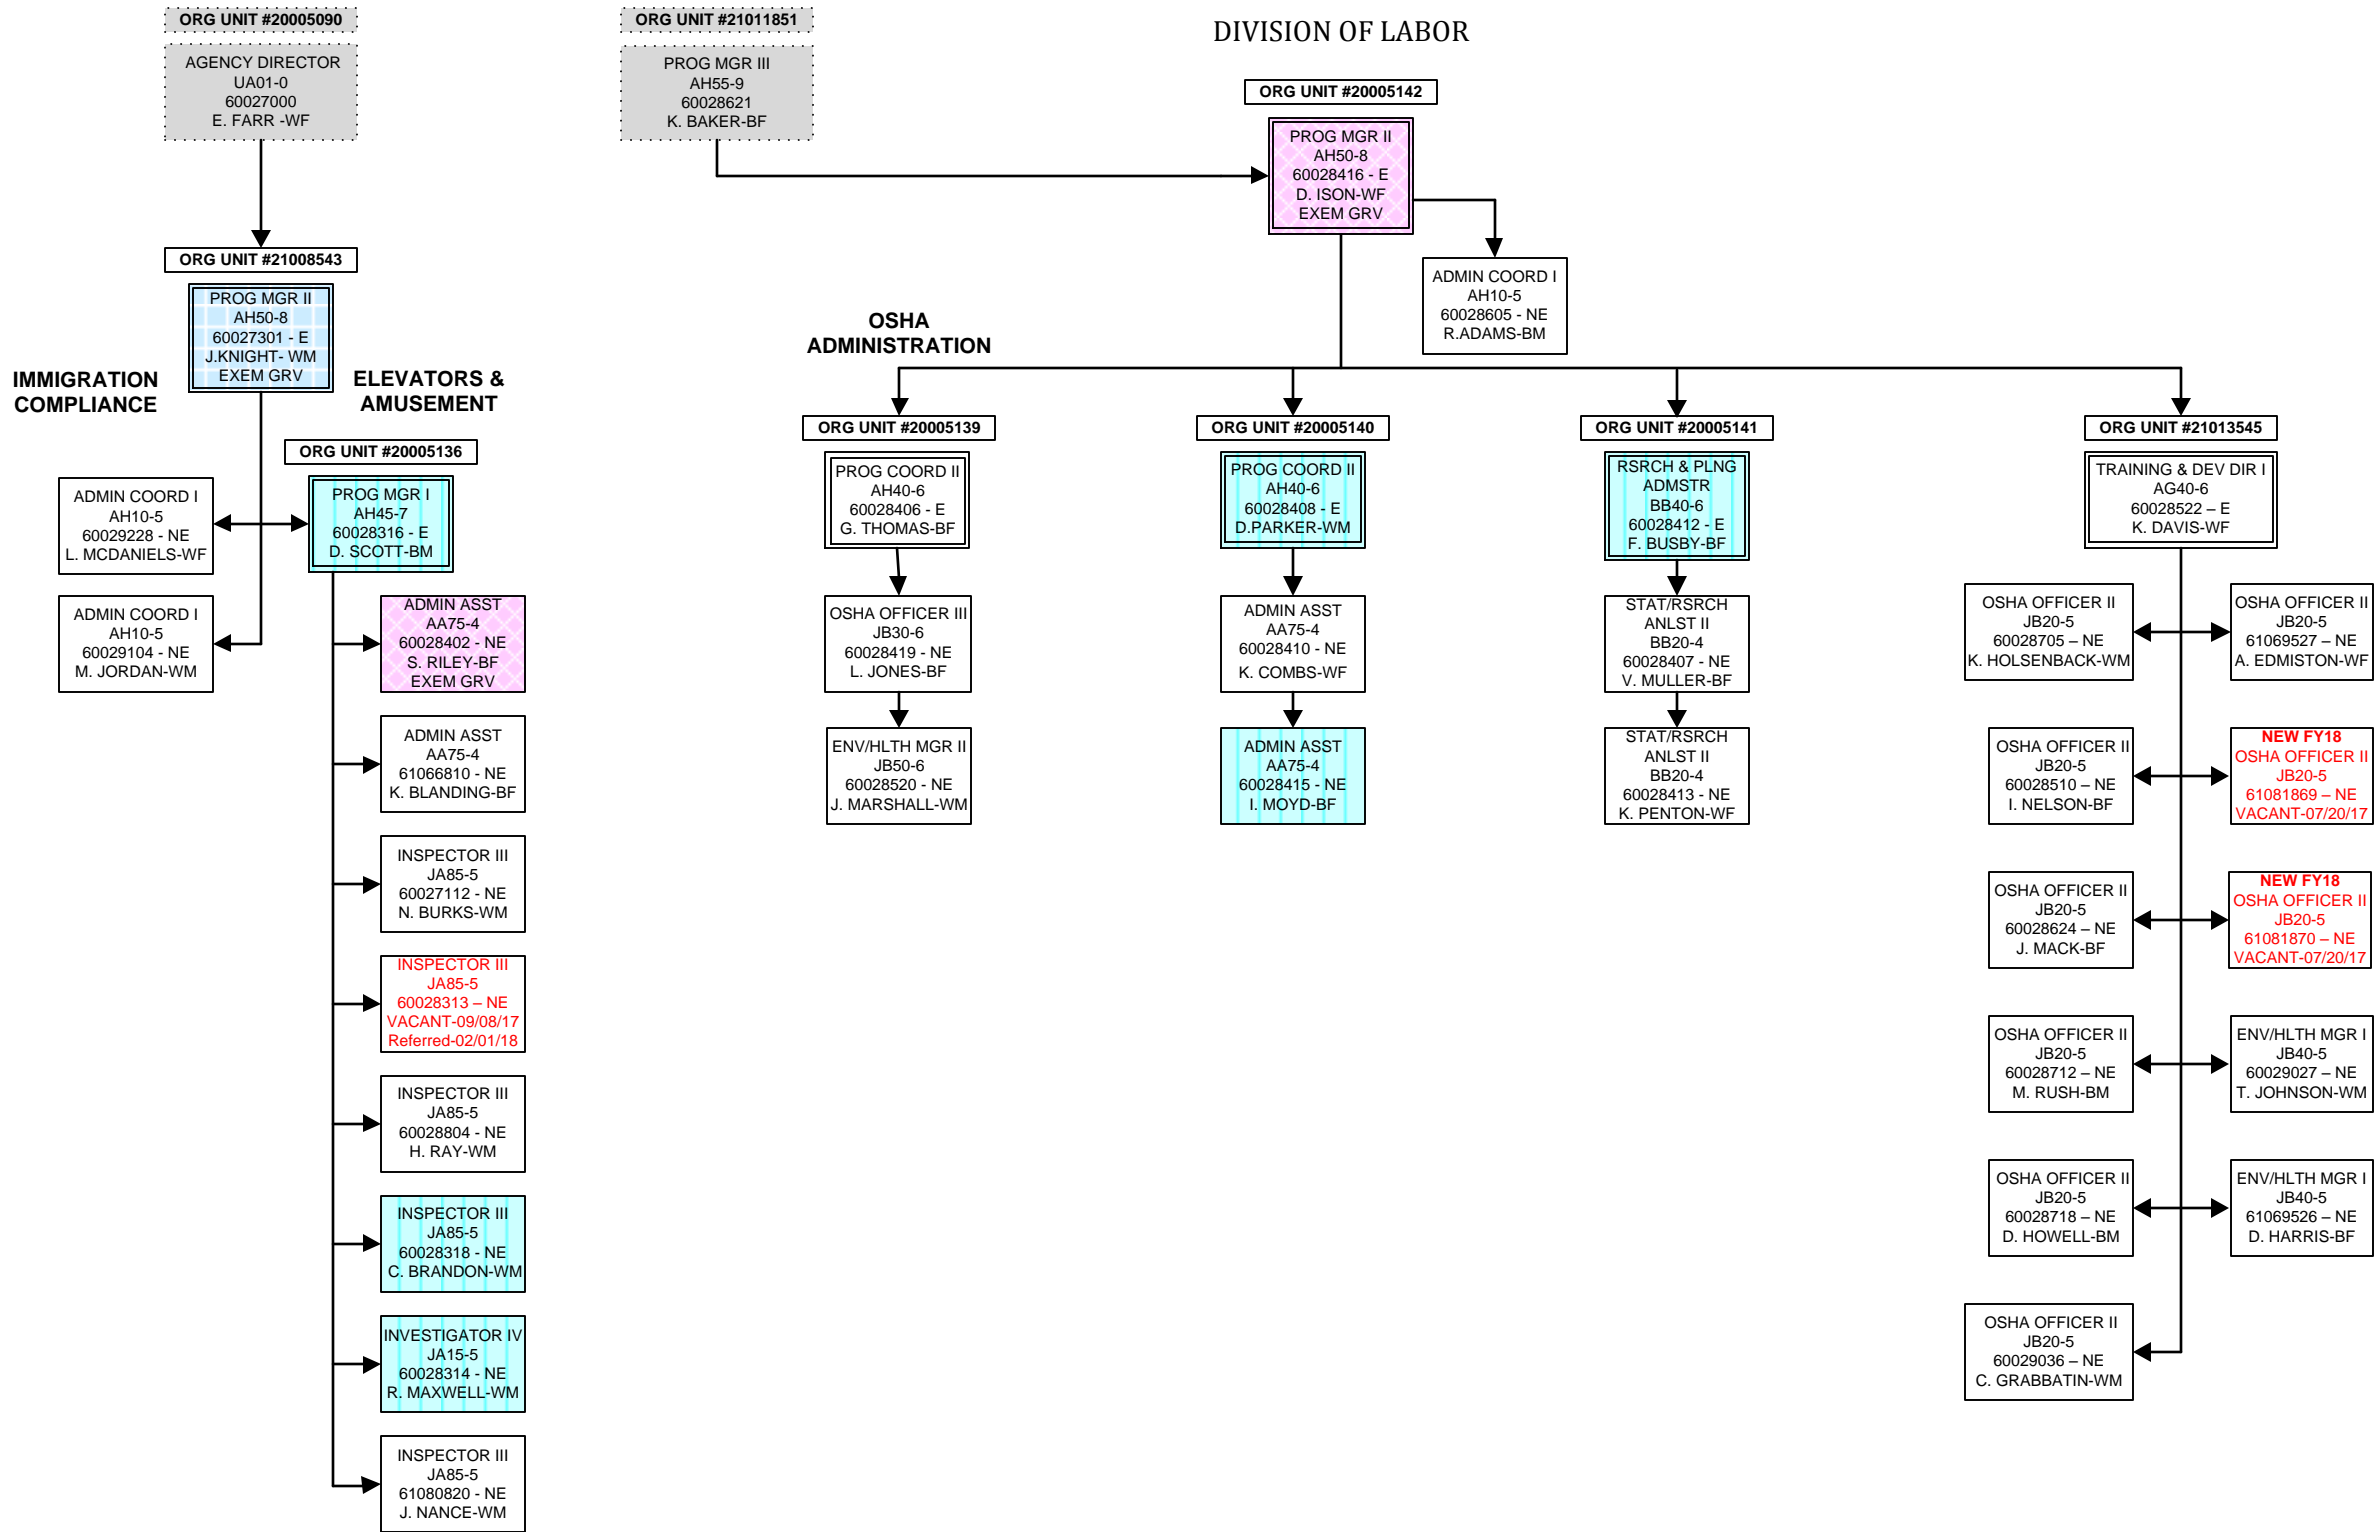 DIVISION OF LABOR
ORG UNIT #20005090
AGENCY DIRECTOR
UA01-0
60027000
E. FARR -WF
ORG UNIT #21011851
PROG MGR III
AH55-9
60028621
K. BAKER-BF
ORG UNIT #20005142
PROG MGR II
AH50-8
60028416 - E
D. ISON-WF
EXEM GRV
ADMIN COORD I
AH10-5
60028605 - NE
R.ADAMS-BM
ORG UNIT #21008543
PROG MGR II
AH50-8
60027301 - E
J.KNIGHT- WM
EXEM GRV
IMMIGRATION
COMPLIANCE
ELEVATORS &
AMUSEMENT
ADMIN COORD I
AH10-5
60029228 - NE
L. MCDANIELS-WF
ADMIN COORD I
AH10-5
60029104 - NE
M. JORDAN-WM
ORG UNIT #20005136
PROG MGR I
AH45-7
60028316 - E
D. SCOTT-BM
ADMIN ASST
AA75-4
60028402 - NE
S. RILEY-BF
EXEM GRV
ADMIN ASST
AA75-4
61066810 - NE
K. BLANDING-BF
INSPECTOR III
JA85-5
60027112 - NE
N. BURKS-WM
INSPECTOR III
JA85-5
60028313 – NE
VACANT-09/08/17
Referred-02/01/18
INSPECTOR III
JA85-5
60028804 - NE
H. RAY-WM
INSPECTOR III
JA85-5
60028318 - NE
C. BRANDON-WM
INVESTIGATOR IV
JA15-5
60028314 - NE
R. MAXWELL-WM
INSPECTOR III
JA85-5
61080820 - NE
J. NANCE-WM
OSHA
ADMINISTRATION
ORG UNIT #20005139
PROG COORD II
AH40-6
60028406 - E
G. THOMAS-BF
OSHA OFFICER III
JB30-6
60028419 - NE
L. JONES-BF
ENV/HLTH MGR II
JB50-6
60028520 - NE
J. MARSHALL-WM
ORG UNIT #20005140
PROG COORD II
AH40-6
60028408 - E
D.PARKER-WM
ADMIN ASST
AA75-4
60028410 - NE
K. COMBS-WF
ADMIN ASST
AA75-4
60028415 - NE
I. MOYD-BF
ORG UNIT #20005141
RSRCH & PLNG
ADMSTR
BB40-6
60028412 - E
F. BUSBY-BF
STAT/RSRCH
ANLST II
BB20-4
60028407 - NE
V. MULLER-BF
STAT/RSRCH
ANLST II
BB20-4
60028413 - NE
K. PENTON-WF
ORG UNIT #21013545
TRAINING & DEV DIR I
AG40-6
60028522 – E
K. DAVIS-WF
OSHA OFFICER II
JB20-5
60028705 – NE
K. HOLSENBACK-WM
OSHA OFFICER II
JB20-5
61069527 – NE
A. EDMISTON-WF
OSHA OFFICER II
JB20-5
60028510 – NE
I. NELSON-BF
NEW FY18
OSHA OFFICER II
JB20-5
61081869 – NE
VACANT-07/20/17
OSHA OFFICER II
JB20-5
60028624 – NE
J. MACK-BF
NEW FY18
OSHA OFFICER II
JB20-5
61081870 – NE
VACANT-07/20/17
OSHA OFFICER II
JB20-5
60028712 – NE
M. RUSH-BM
ENV/HLTH MGR I
JB40-5
60029027 – NE
T. JOHNSON-WM
OSHA OFFICER II
JB20-5
60028718 – NE
D. HOWELL-BM
ENV/HLTH MGR I
JB40-5
61069526 – NE
D. HARRIS-BF
OSHA OFFICER II
JB20-5
60029036 – NE
C. GRABBATIN-WM